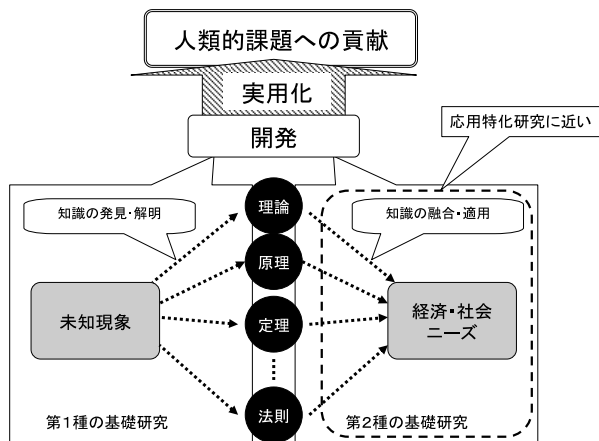 人類的課題への貢献
実用化
開発
応用特化研究に近い
知識の発見・解明
理論
知識の融合・適用
原理
未知現象
定理
経済・社会
ニーズ
法則
第１種の基礎研究
第２種の基礎研究